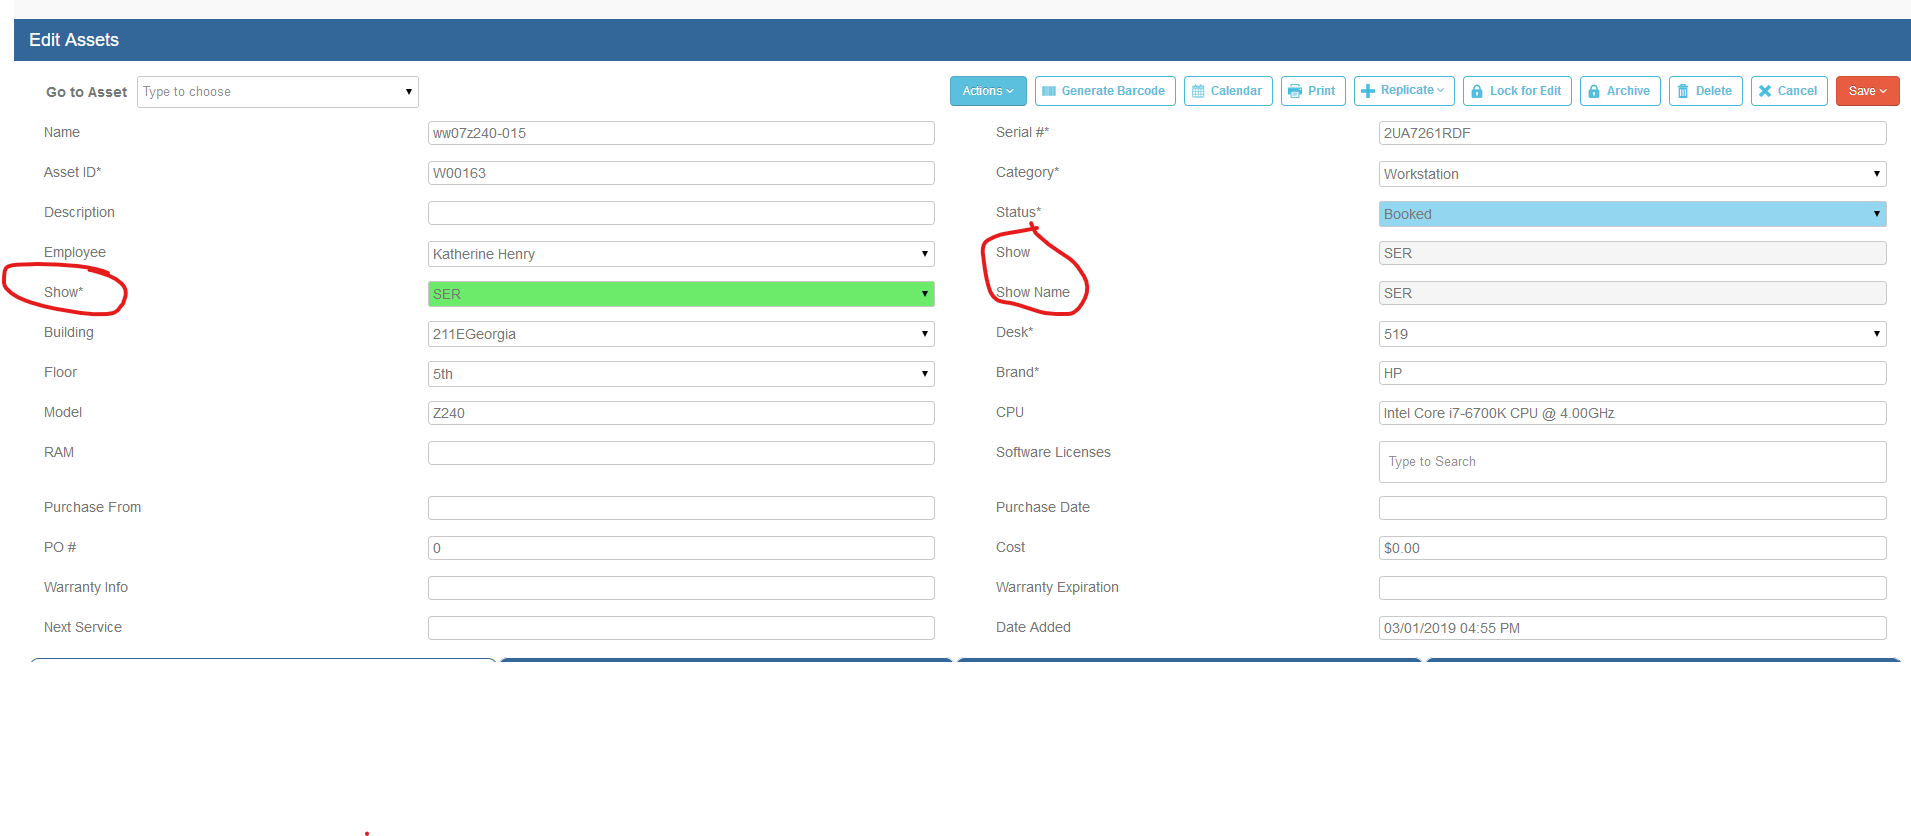 Edit Assets
Go to Asset Type to choose Actions Generate Barcode Calendar Print Replicate Lock for Edit Archive Delete Cancel Save
Name ww07z240-015 Serial #* 2UA7261RDF
Asset ID* W00163 Category* Workstation
Description Status* Booked
Employee Katherine Henry Show SER
Show* SER Show Name SER
Building 211EGeorgia Desk* 519
Floor 5th Brand* HP
Model Z240 CPU Intel Core i7-6700K CPU @ 4.00GHz
RAM Software Licenses Type to Search
Purchase From Purchase Date
PO # 0 Cost $0.00
Warranty Info Warranty Expiration
Next Service Date Added 03/01/2019 04:55 PM